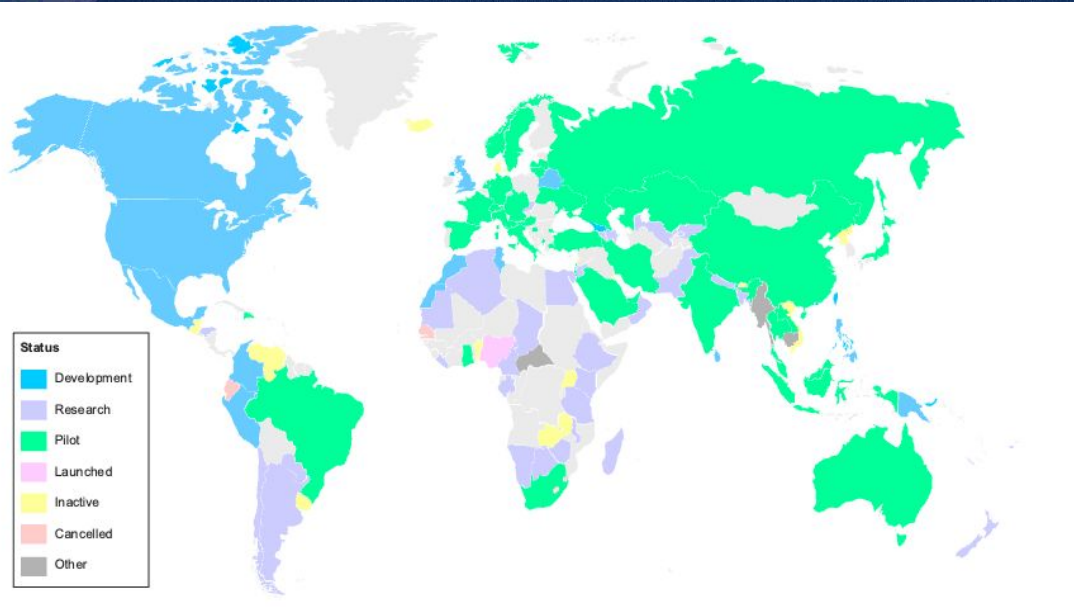 Status
Development
Research
Pilot
Launched
Inactive
Cancelled
Other